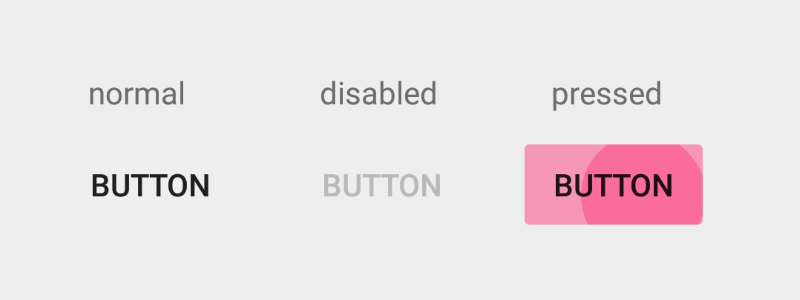 normal disabled pressed
BUTTON BUTTON BUTTON